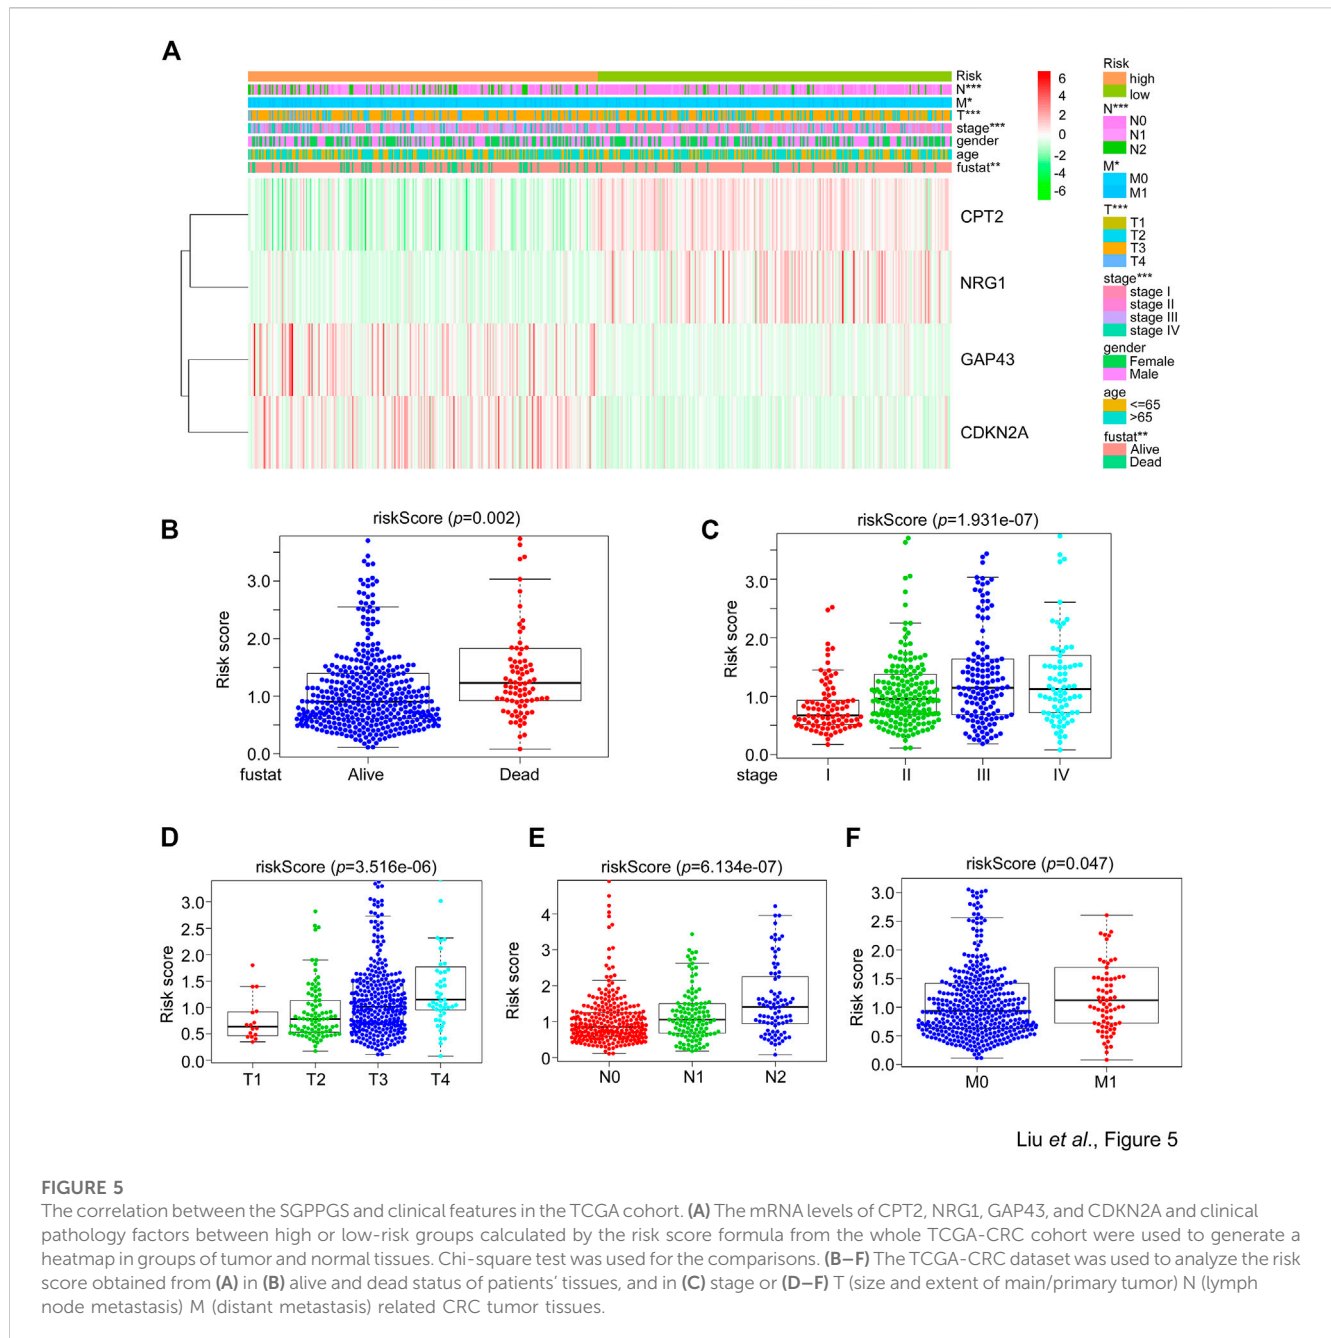 A
Risk
N***
M*
T***
stage***
gender
age
fustat**
6
4
2
0
-2
-4
-6
CPT2
NRG1
GAP43
CDKN2A
Risk
high
low
N***
N0
N1
N2
M*
M0
M1
T***
T1
T2
T3
T4
stage***
stage I
stage II
stage III
stage IV
gender
Female
Male
age
<=65
>65
fustat**
Alive
Dead
B
riskScore (p=0.002)
Risk score
3.0
2.0
1.0
0.0
fustat
Alive
Dead
C
riskScore (p=1.931e-07)
Risk score
3.0
2.0
1.0
0.0
stage
I
II
III
IV
D
riskScore (p=3.516e-06)
Risk score
3.0
2.5
2.0
1.5
1.0
0.5
0.0
T1
T2
T3
T4
E
riskScore (p=6.134e-07)
Risk score
4
3
2
1
0
N0
N1
N2
F
riskScore (p=0.047)
Risk score
3.0
2.5
2.0
1.5
1.0
0.5
0.0
M0
M1
Liu et al., Figure 5
FIGURE 5
The correlation between the SGPPGS and clinical features in the TCGA cohort. (A) The mRNA levels of CPT2, NRG1, GAP43, and CDKN2A and clinical
pathology factors between high or low-risk groups calculated by the risk score formula from the whole TCGA-CRC cohort were used to generate a
heatmap in groups of tumor and normal tissues. Chi-square test was used for the comparisons. (B–F) The TCGA-CRC dataset was used to analyze the risk
score obtained from (A) in (B) alive and dead status of patients' tissues, and in (C) stage or (D–F) T (size and extent of main/primary tumor) N (lymph
node metastasis) M (distant metastasis) related CRC tumor tissues.